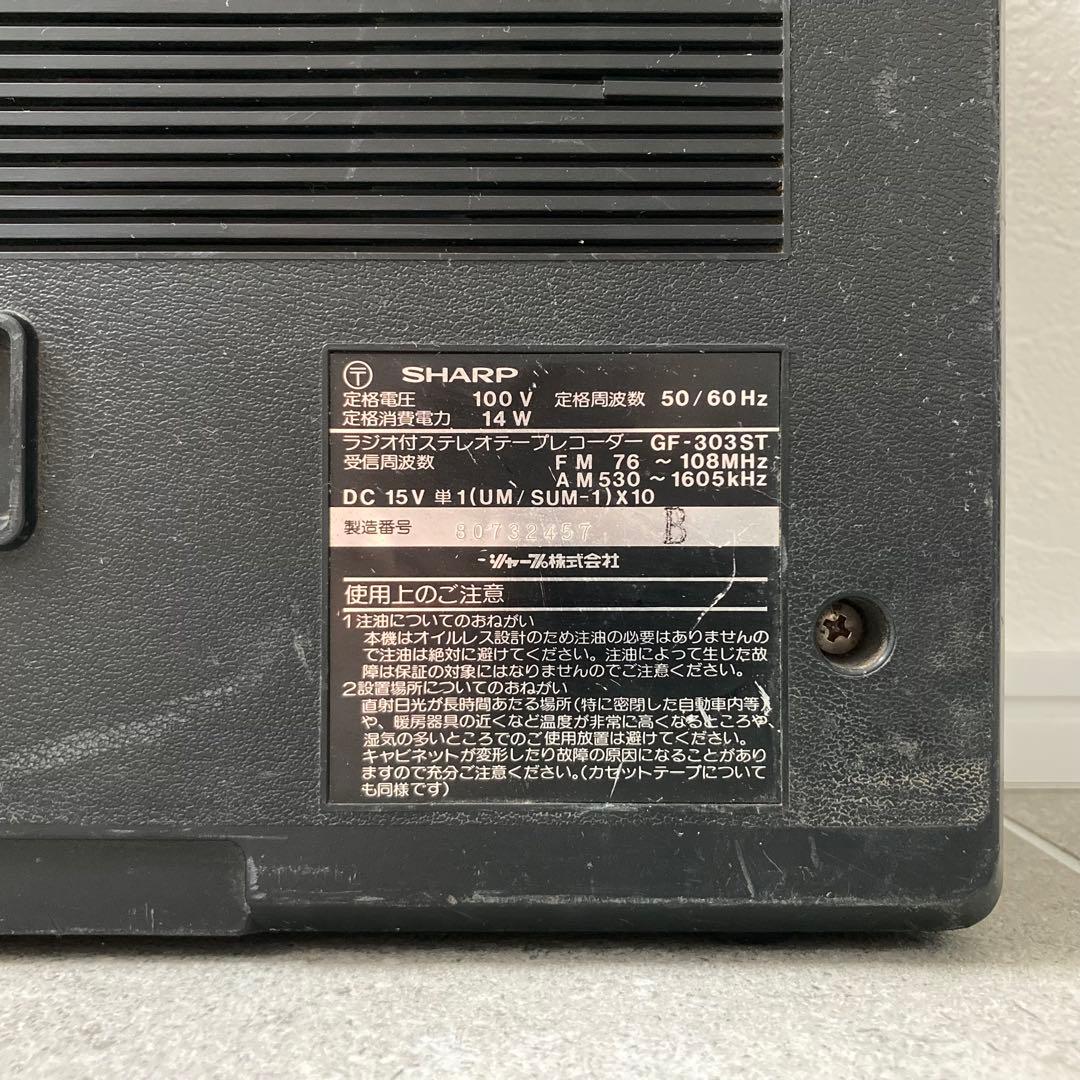 〒 SHARP
定格電圧 100 V 定格周波数 50/60 Hz
定格消費電力 14 W
ラジオ付ステレオテープレコーダー GF-303ST
受信周波数 FM 76 ~ 108MHz
AM 530 ~ 1605kHz
DC 15V 単1(UM/SUM-1)X10
製造番号 80732457 B
シャープ株式会社
使用上のご注意
1 注油についてのおねがい
本機はオイルレス設計のため注油の必要はありませんの
で注油は絶対に避けてください。注油によって生じた故
障は保証の対象にはなりませんのでご注意ください。
2 設置場所についてのおねがい
直射日光が長時間あたる場所(特に密閉した自動車内等)
や、暖房器具の近くなど温度が非常に高くなるところや、
湿気の多いところでのご使用放置は避けてください。
キャビネットが変形したり故障の原因になることがあり
ますので充分ご注意ください。(カセットテープについて
も同様です)